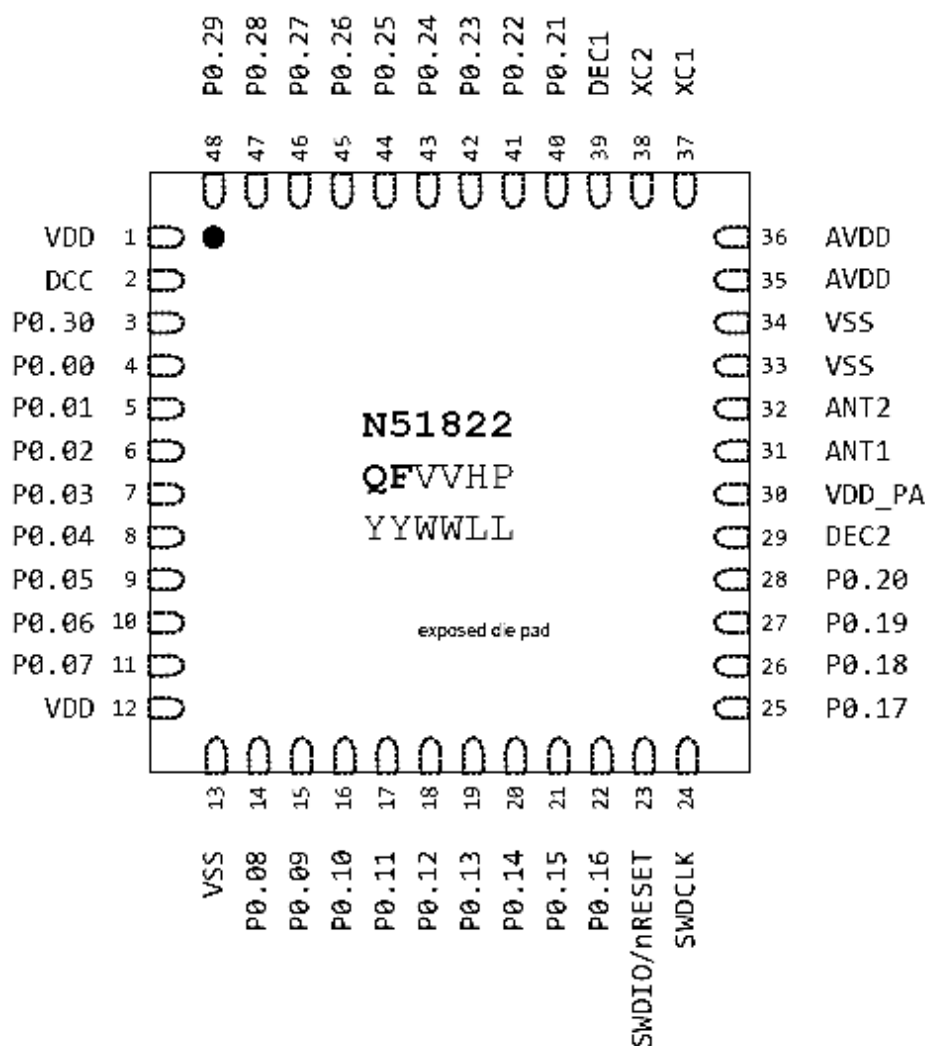 P0.29 P0.28 P0.27 P0.26 P0.25 P0.24 P0.23 P0.22 P0.21 DEC1 XC2 XC1
48 47 46 45 44 43 42 41 40 39 38 37
VDD 1 36 AVDD
DCC 2 35 AVDD
P0.30 3 34 VSS
P0.00 4 33 VSS
P0.01 5 32 ANT2
P0.02 6 31 ANT1
P0.03 7 30 VDD_PA
P0.04 8 29 DEC2
P0.05 9 28 P0.20
P0.06 10 27 P0.19
P0.07 11 26 P0.18
VDD 12 25 P0.17
N51822
QFVVHP
YYWWLL
exposed die pad
13 14 15 16 17 18 19 20 21 22 23 24
VSS P0.08 P0.09 P0.10 P0.11 P0.12 P0.13 P0.14 P0.15 P0.16 SWDIO/nRESET SWDCLK